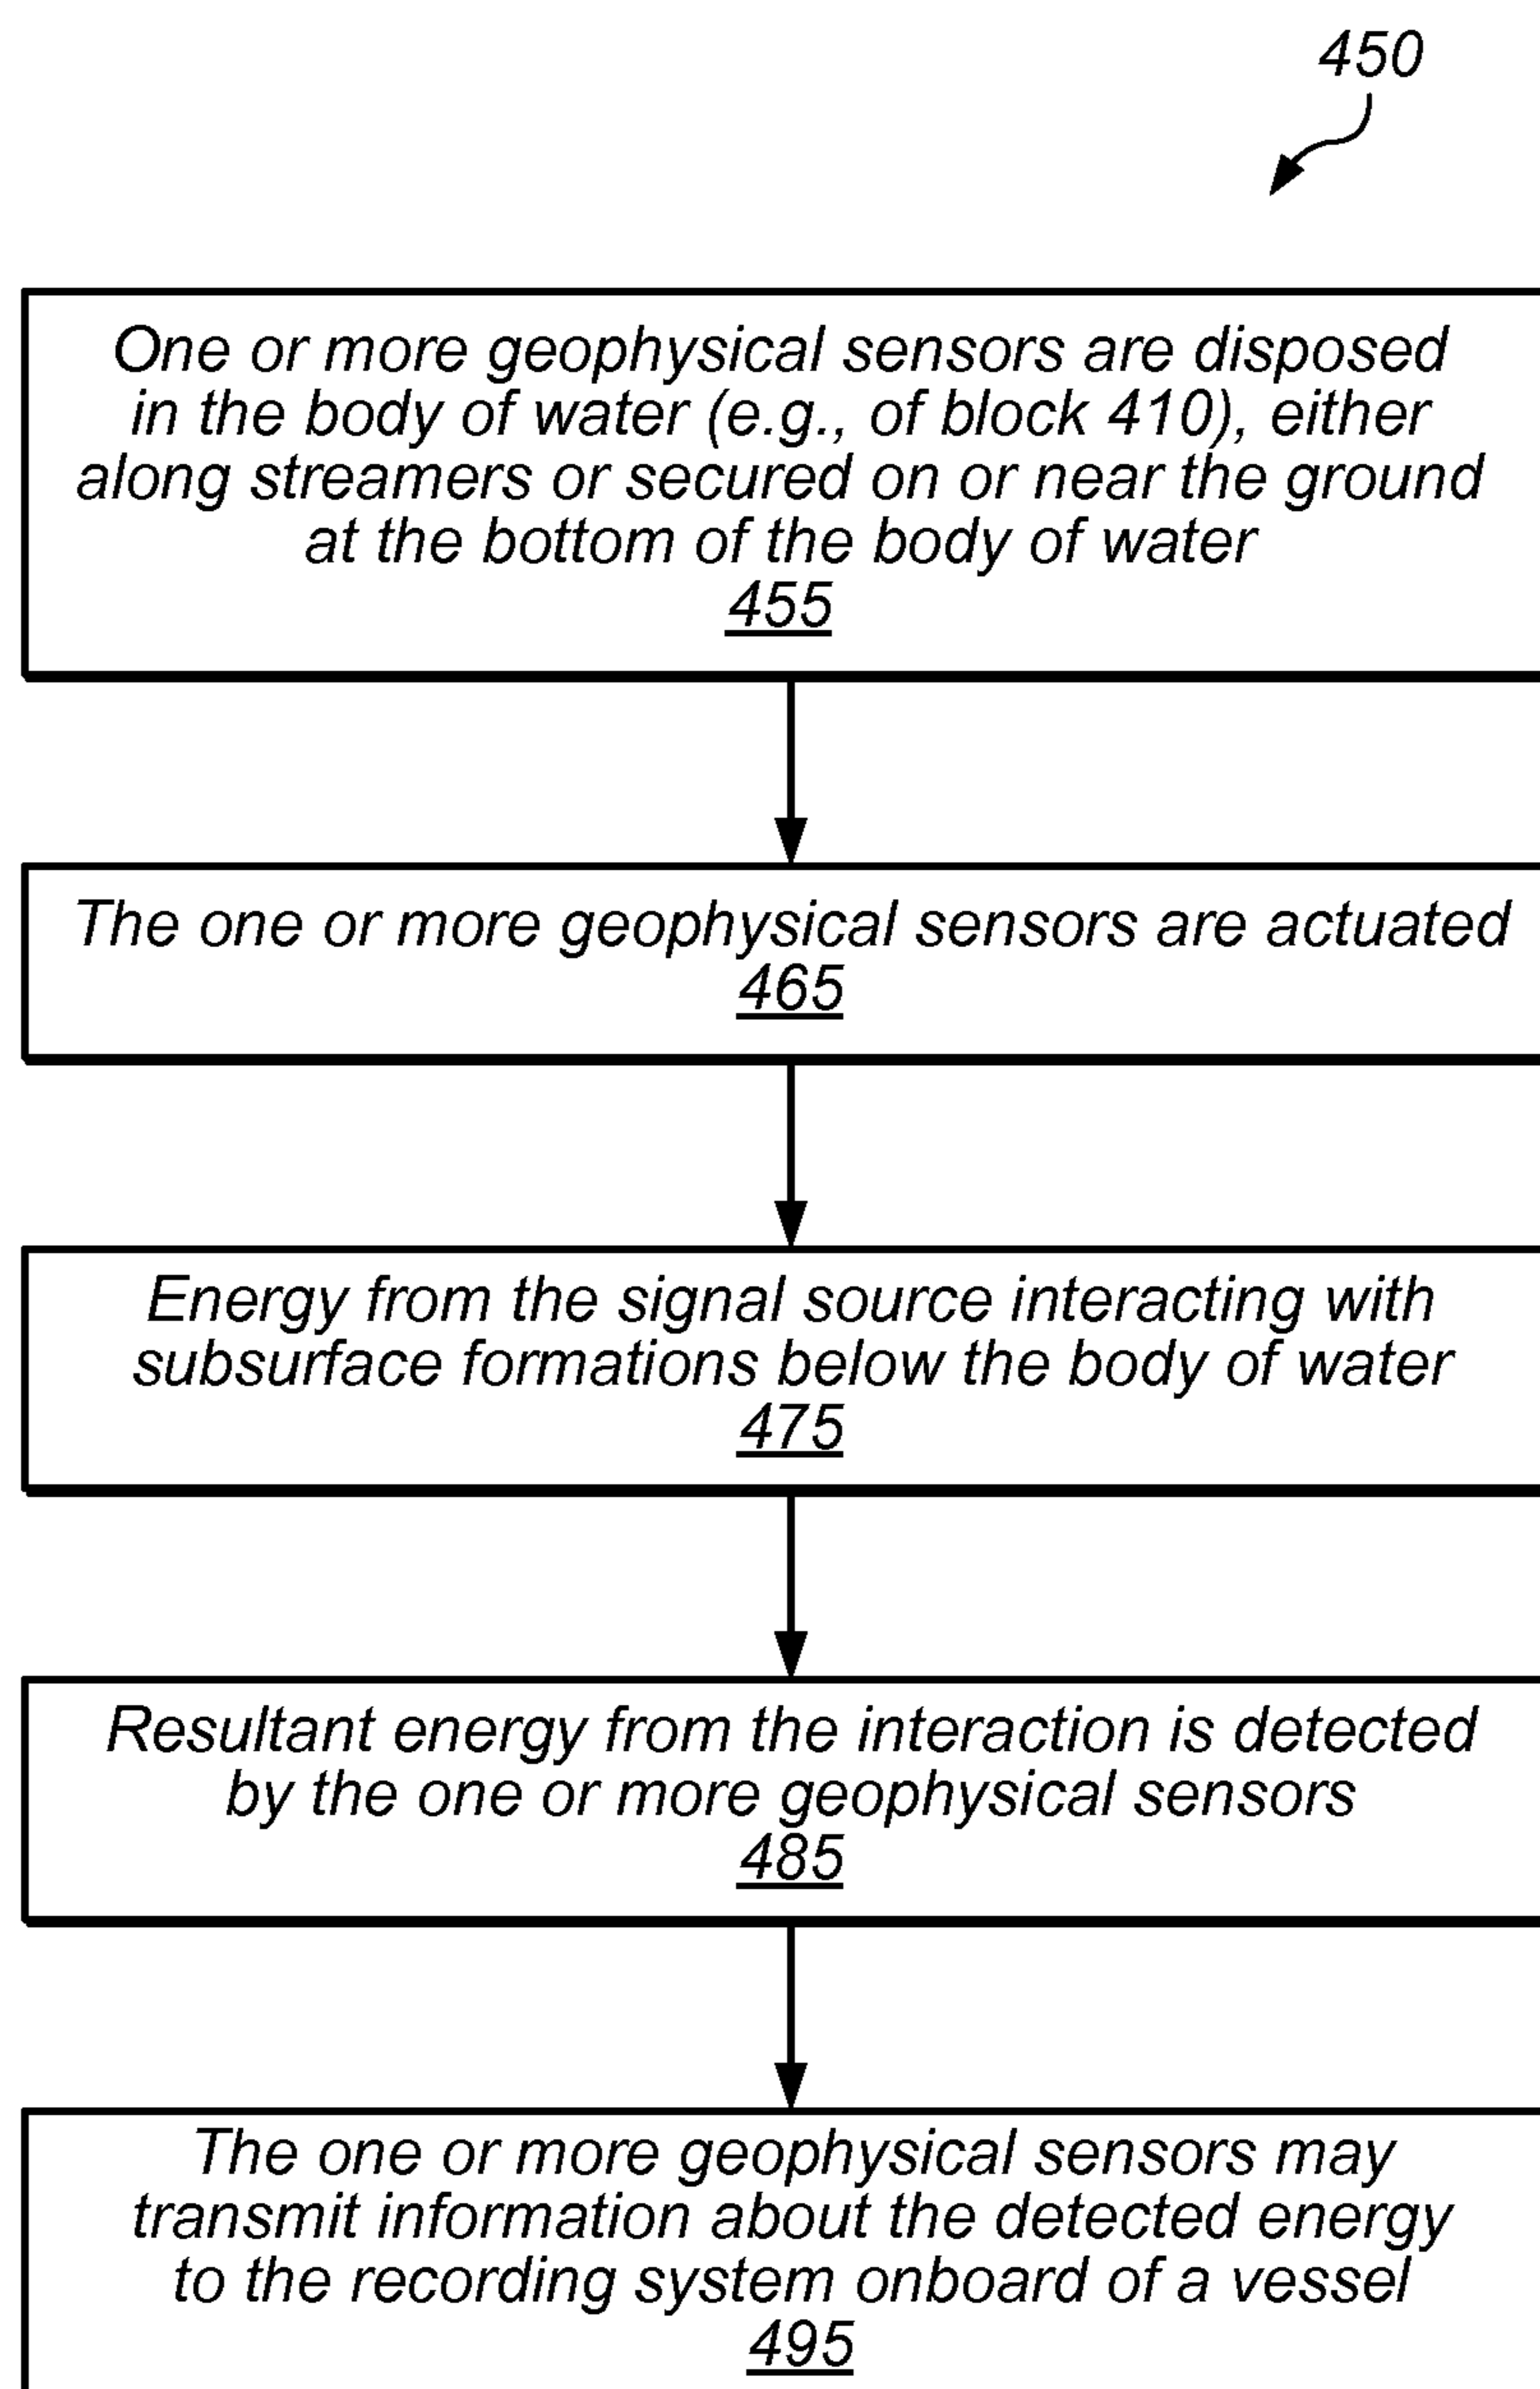 450
One or more geophysical sensors are disposed
in the body of water (e.g., of block 410), either
along streamers or secured on or near the ground
at the bottom of the body of water
455
The one or more geophysical sensors are actuated
465
Energy from the signal source interacting with
subsurface formations below the body of water
475
Resultant energy from the interaction is detected
by the one or more geophysical sensors
485
The one or more geophysical sensors may
transmit information about the detected energy
to the recording system onboard of a vessel
495